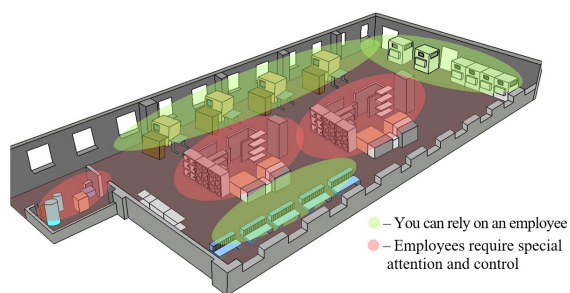 – You can rely on an employee
– Employees require special
attention and control